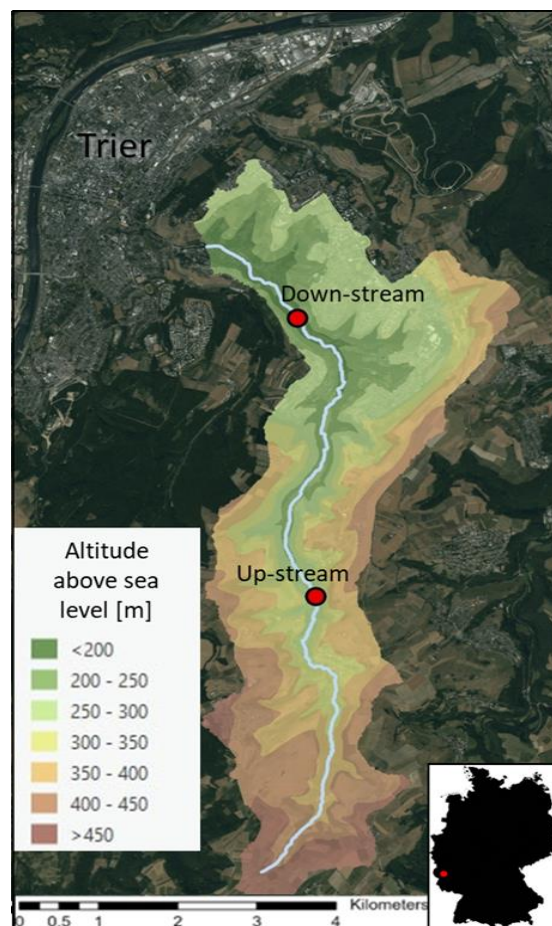 Trier
Down-stream
Up-stream
Altitude
above sea
level [m]
<200
200 - 250
250 - 300
300 - 350
350 - 400
400 - 450
>450
Kilometers
0 0.5 1 2 3 4